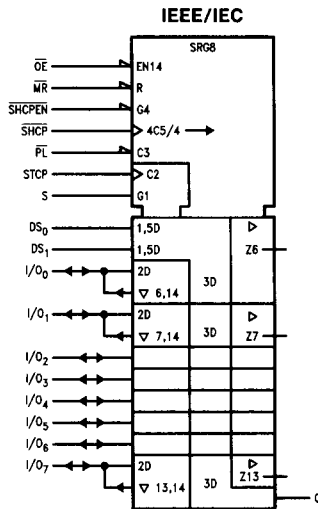 IEEE/IEC
SRG8
OE EN14
MR R
SHCPEN G4
SHCP 4C5/4
PL C3
STCP C2
S G1
DS0 1,5D
DS1 1,5D Z6
I/O0 2D 3D
6,14
I/O1 2D 3D
7,14 Z7
I/O2
I/O3
I/O4
I/O5
I/O6
I/O7 2D 3D
13,14 Z13